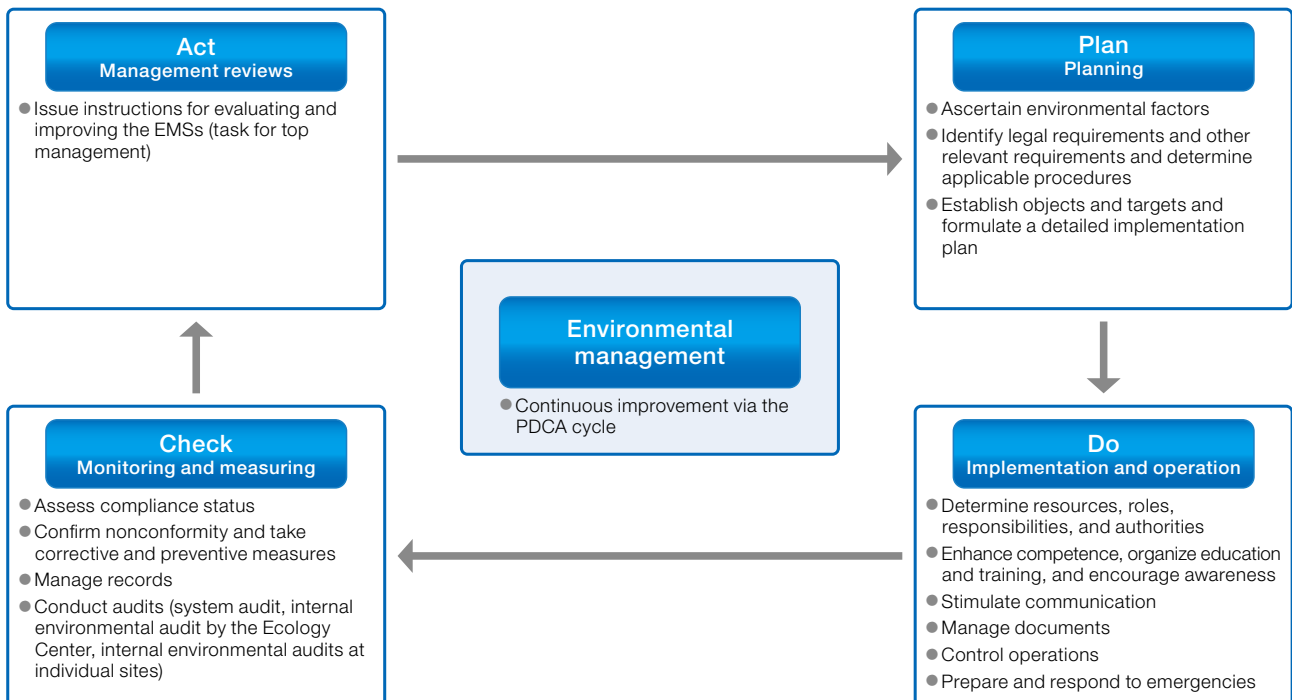 Act
Management reviews
Issue instructions for evaluating and
improving the EMSs (task for top
management)
Plan
Planning
Ascertain environmental factors
Identify legal requirements and other
relevant requirements and determine
applicable procedures
Establish objects and targets and
formulate a detailed implementation
plan
Environmental
management
Continuous improvement via the
PDCA cycle
Check
Monitoring and measuring
Assess compliance status
Confirm nonconformity and take
corrective and preventive measures
Manage records
Conduct audits (system audit, internal
environmental audit by the Ecology
Center, internal environmental audits at
individual sites)
Do
Implementation and operation
Determine resources, roles,
responsibilities, and authorities
Enhance competence, organize education
and training, and encourage awareness
Stimulate communication
Manage documents
Control operations
Prepare and respond to emergencies